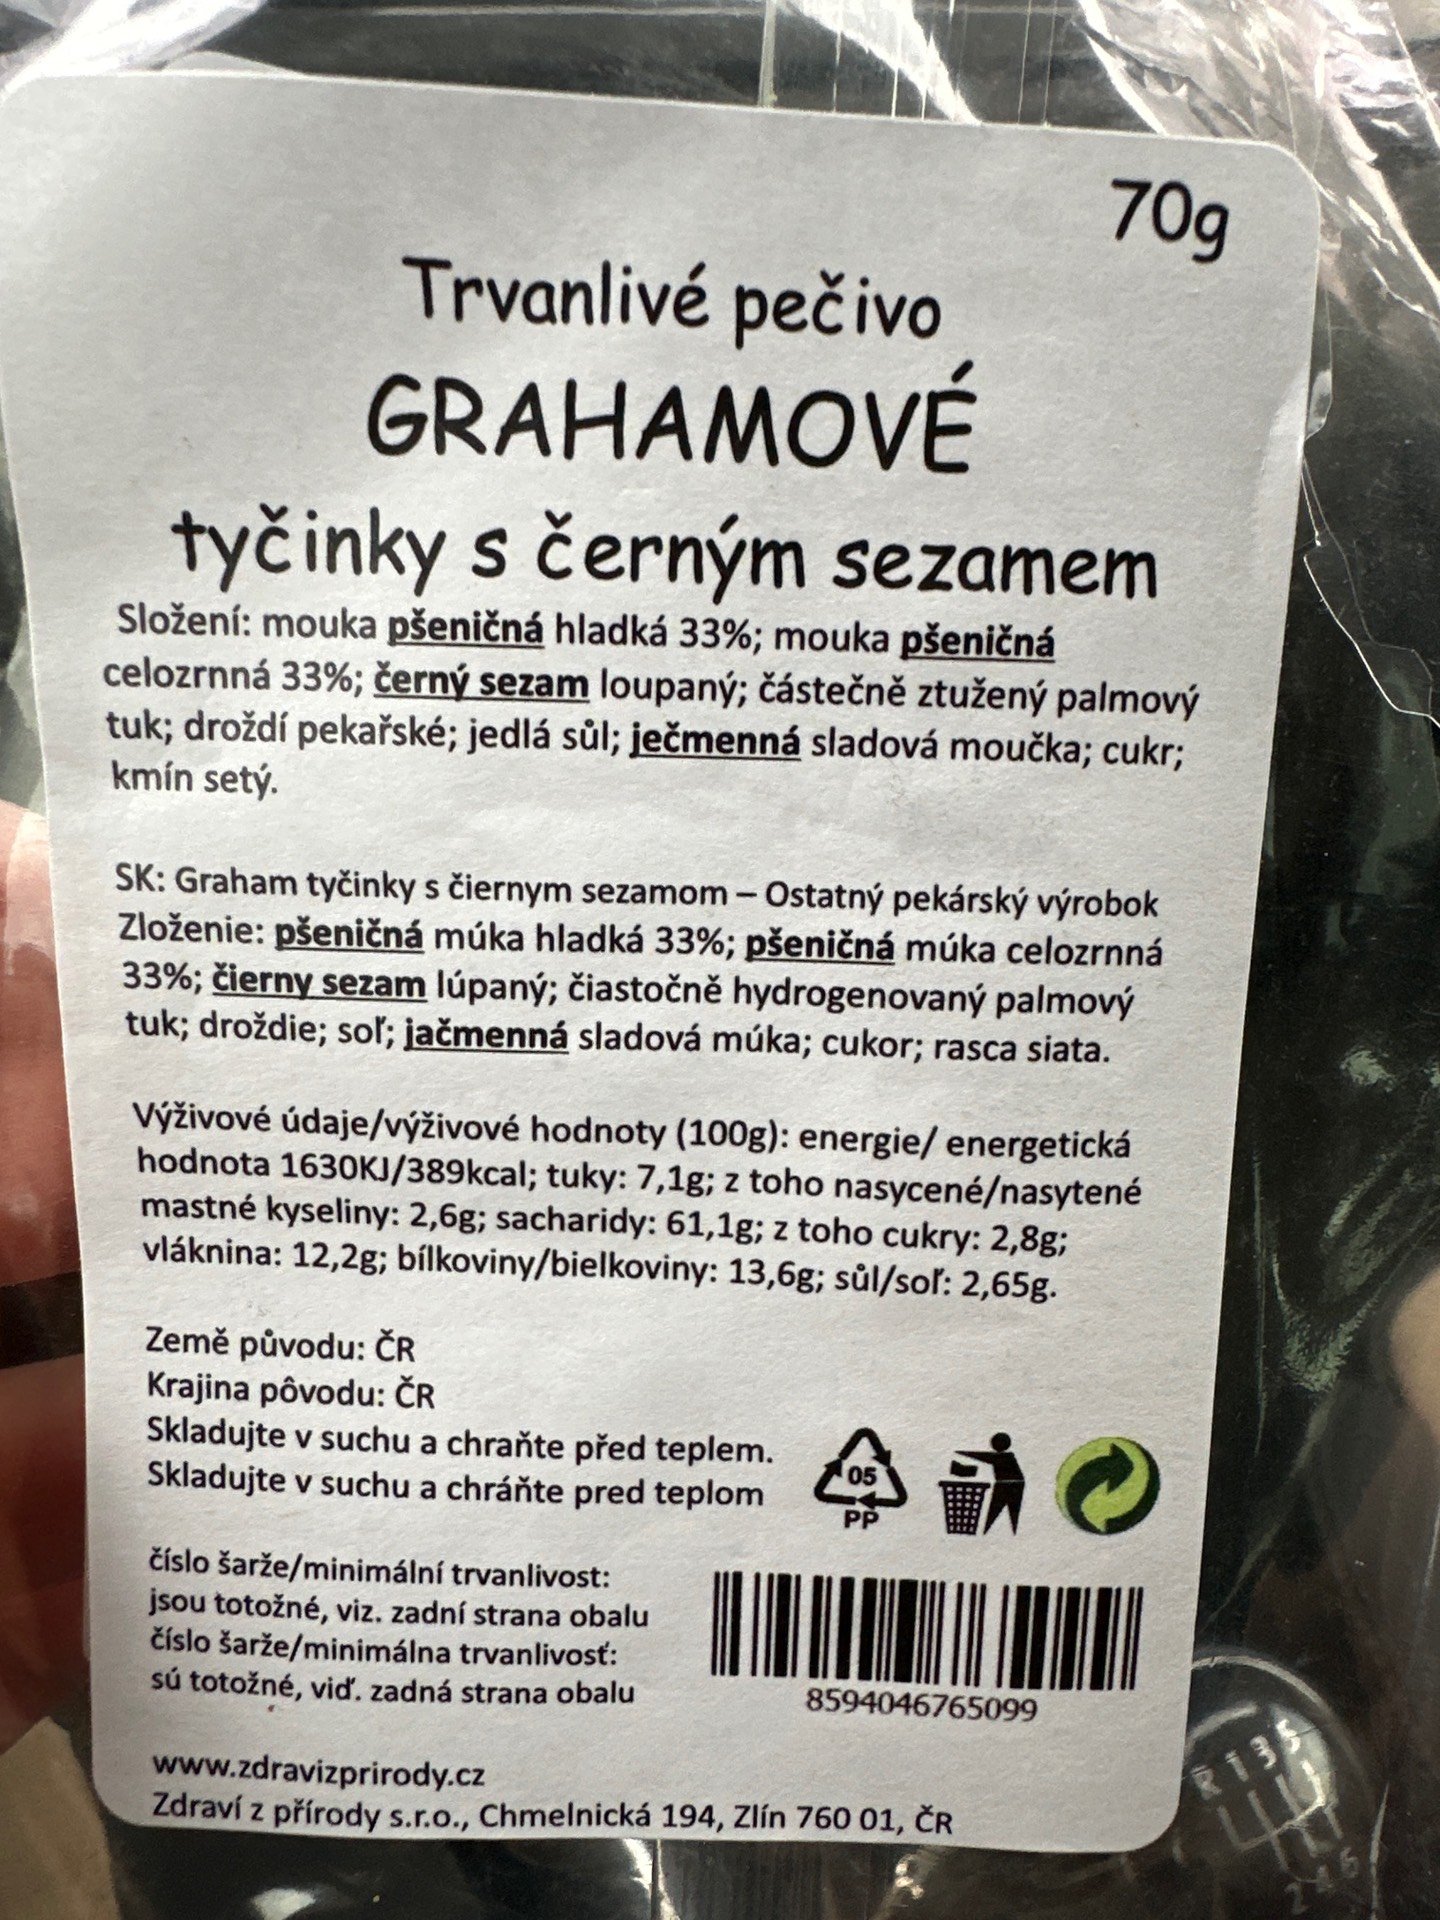 70g
Trvanlivé pečivo
GRAHAMOVÉ
tyčinky s černým sezamem
Složení: mouka pšeničná hladká 33%; mouka pšeničná
celozrnná 33%; černý sezam loupaný; částečně ztužený palmový
tuk; droždí pekařské; jedlá sůl; ječmenná sladová moučka; cukr;
kmín setý.
SK: Graham tyčinky s čiernym sezamom – Ostatný pekárský výrobok
Zloženie: pšeničná múka hladká 33%; pšeničná múka celozrnná
33%; čierny sezam lúpaný; čiastočně hydrogenovaný palmový
tuk; droždie; soľ; jačmenná sladová múka; cukor; rasca siata.
Výživové údaje/výživové hodnoty (100g): energie/ energetická
hodnota 1630KJ/389kcal; tuky: 7,1g; z toho nasycené/nasytené
mastné kyseliny: 2,6g; sacharidy: 61,1g; z toho cukry: 2,8g;
vláknina: 12,2g; bílkoviny/bielkoviny: 13,6g; sůl/soľ: 2,65g.
Země původu: ČR
Krajina pôvodu: ČR
Skladujte v suchu a chraňte před teplem.
Skladujte v suchu a chráňte pred teplom
05
PP
číslo šarže/minimální trvanlivost:
jsou totožné, viz. zadní strana obalu
číslo šarže/minimálna trvanlivosť:
sú totožné, viď. zadná strana obalu
8594046765099
www.zdravizprirody.cz
Zdraví z přírody s.r.o., Chmelnická 194, Zlín 760 01, ČR
R 1 3 5
2 4 6